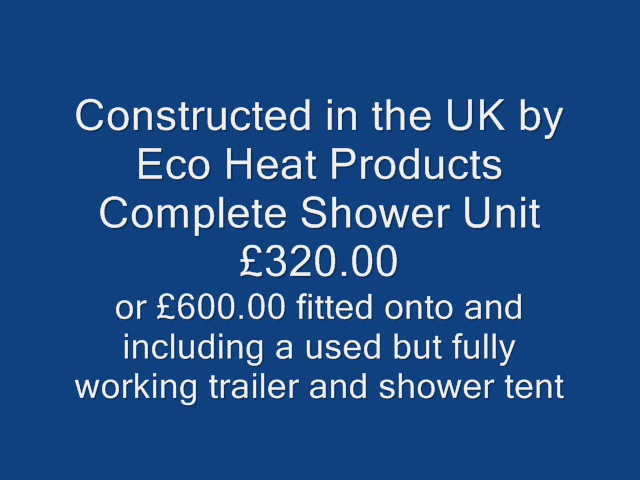 Constructed in the UK by
Eco Heat Products
Complete Shower Unit
£320.00
or £600.00 fitted onto and
including a used but fully
working trailer and shower tent